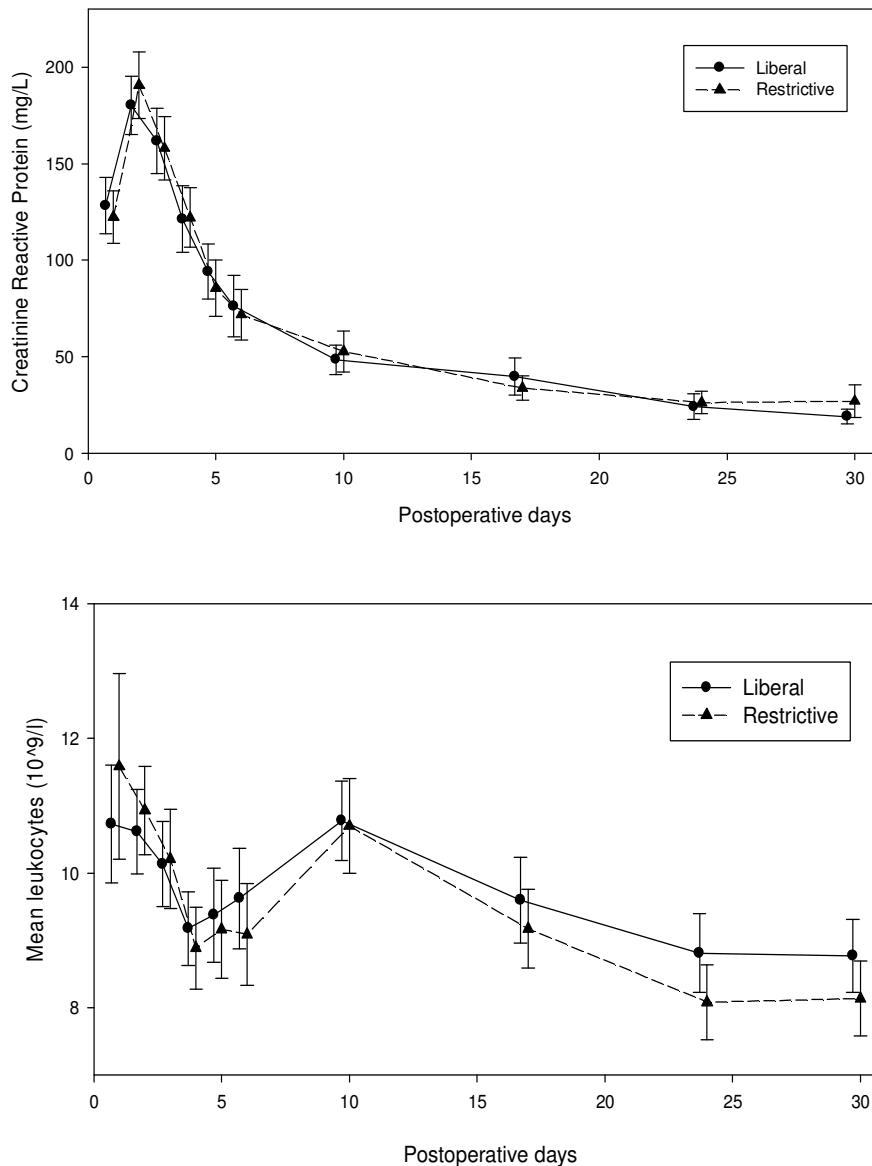 Creatinine Reactive Protein (mg/L)
200
150
100
50
0
Liberal
Restrictive
0 5 10 15 20 25 30
Postoperative days
Mean leukocytes (10^9/l)
14
12
10
8
Liberal
Restrictive
0 5 10 15 20 25 30
Postoperative days